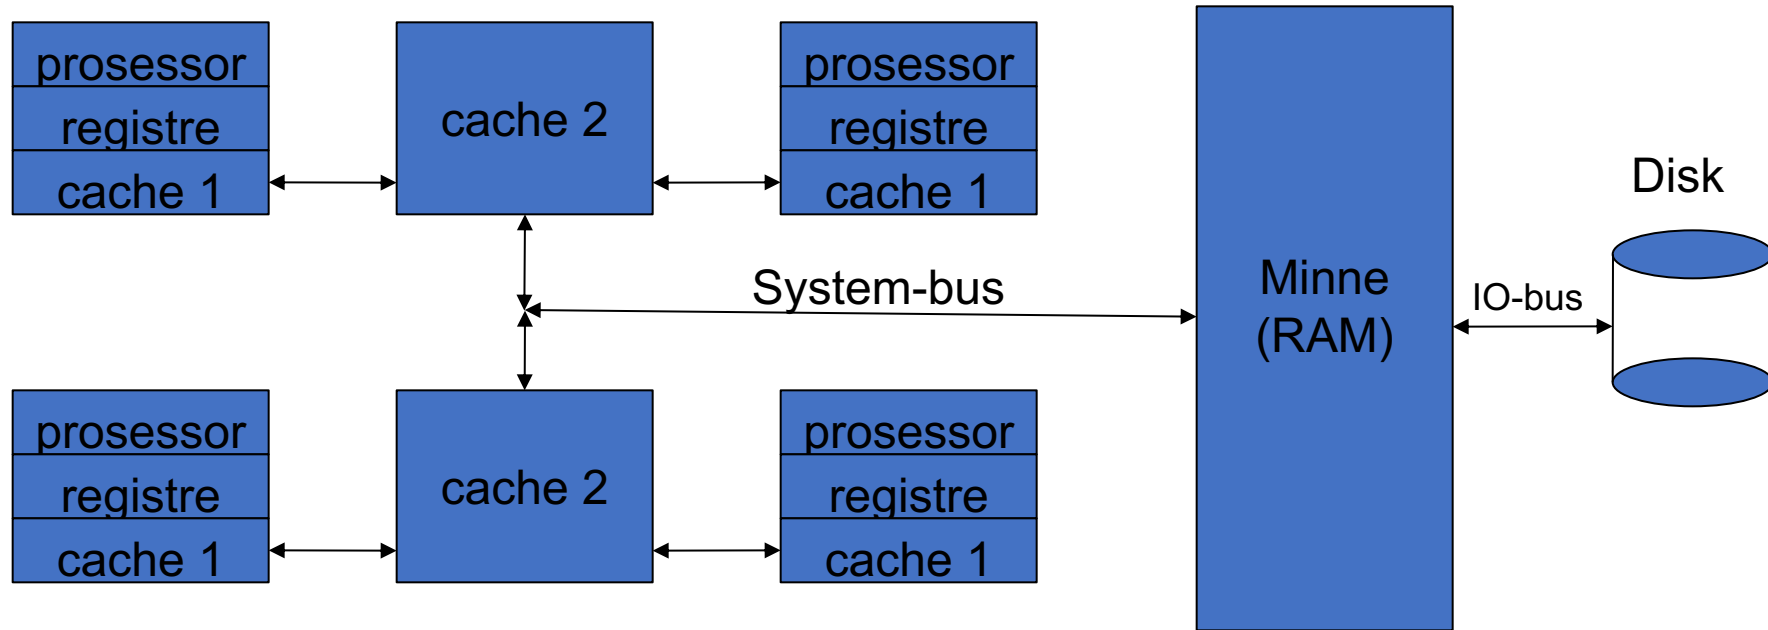 prosessor
registre
cache 1
cache 2
prosessor
registre
cache 1
System-bus
Minne
(RAM)
IO-bus
Disk
prosessor
registre
cache 1
cache 2
prosessor
registre
cache 1